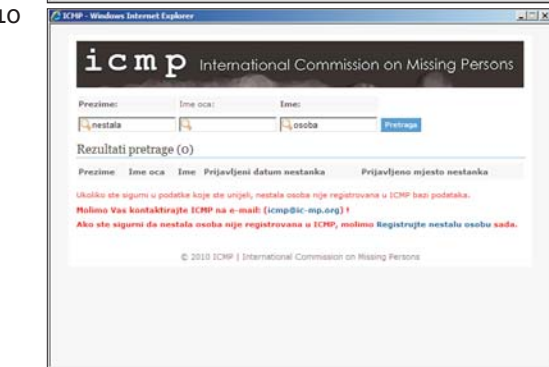 10
ICMP - Windows Internet Explorer
icmp International Commission on Missing Persons
Prezime: Ime oca: Ime:
nestala osoba Pretraga
Rezultati pretrage (0)
Prezime Ime oca Ime Prijavljeni datum nestanka Prijavljeno mjesto nestanka
Ukoliko ste sigurni u podatke koje ste unijeli, nestala osoba nije registrovana u ICMP bazi podataka.
Molimo Vas kontaktirajte ICMP na e-mail: (icmp@ic-mp.org) !
Ako ste sigurni da nestala osoba nije registrovana u ICMP, molimo Registrujte nestalu osobu sada.
© 2010 ICMP | International Commission on Missing Persons